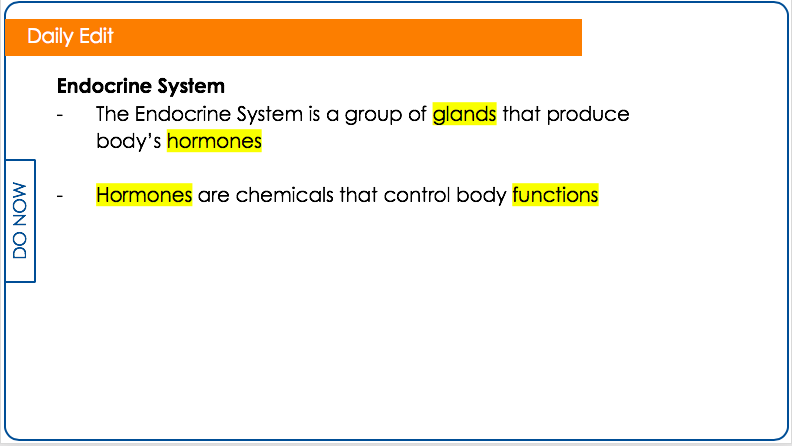 Daily Edit
Endocrine System
- The Endocrine System is a group of glands that produce
body’s hormones
- Hormones are chemicals that control body functions
DO NOW